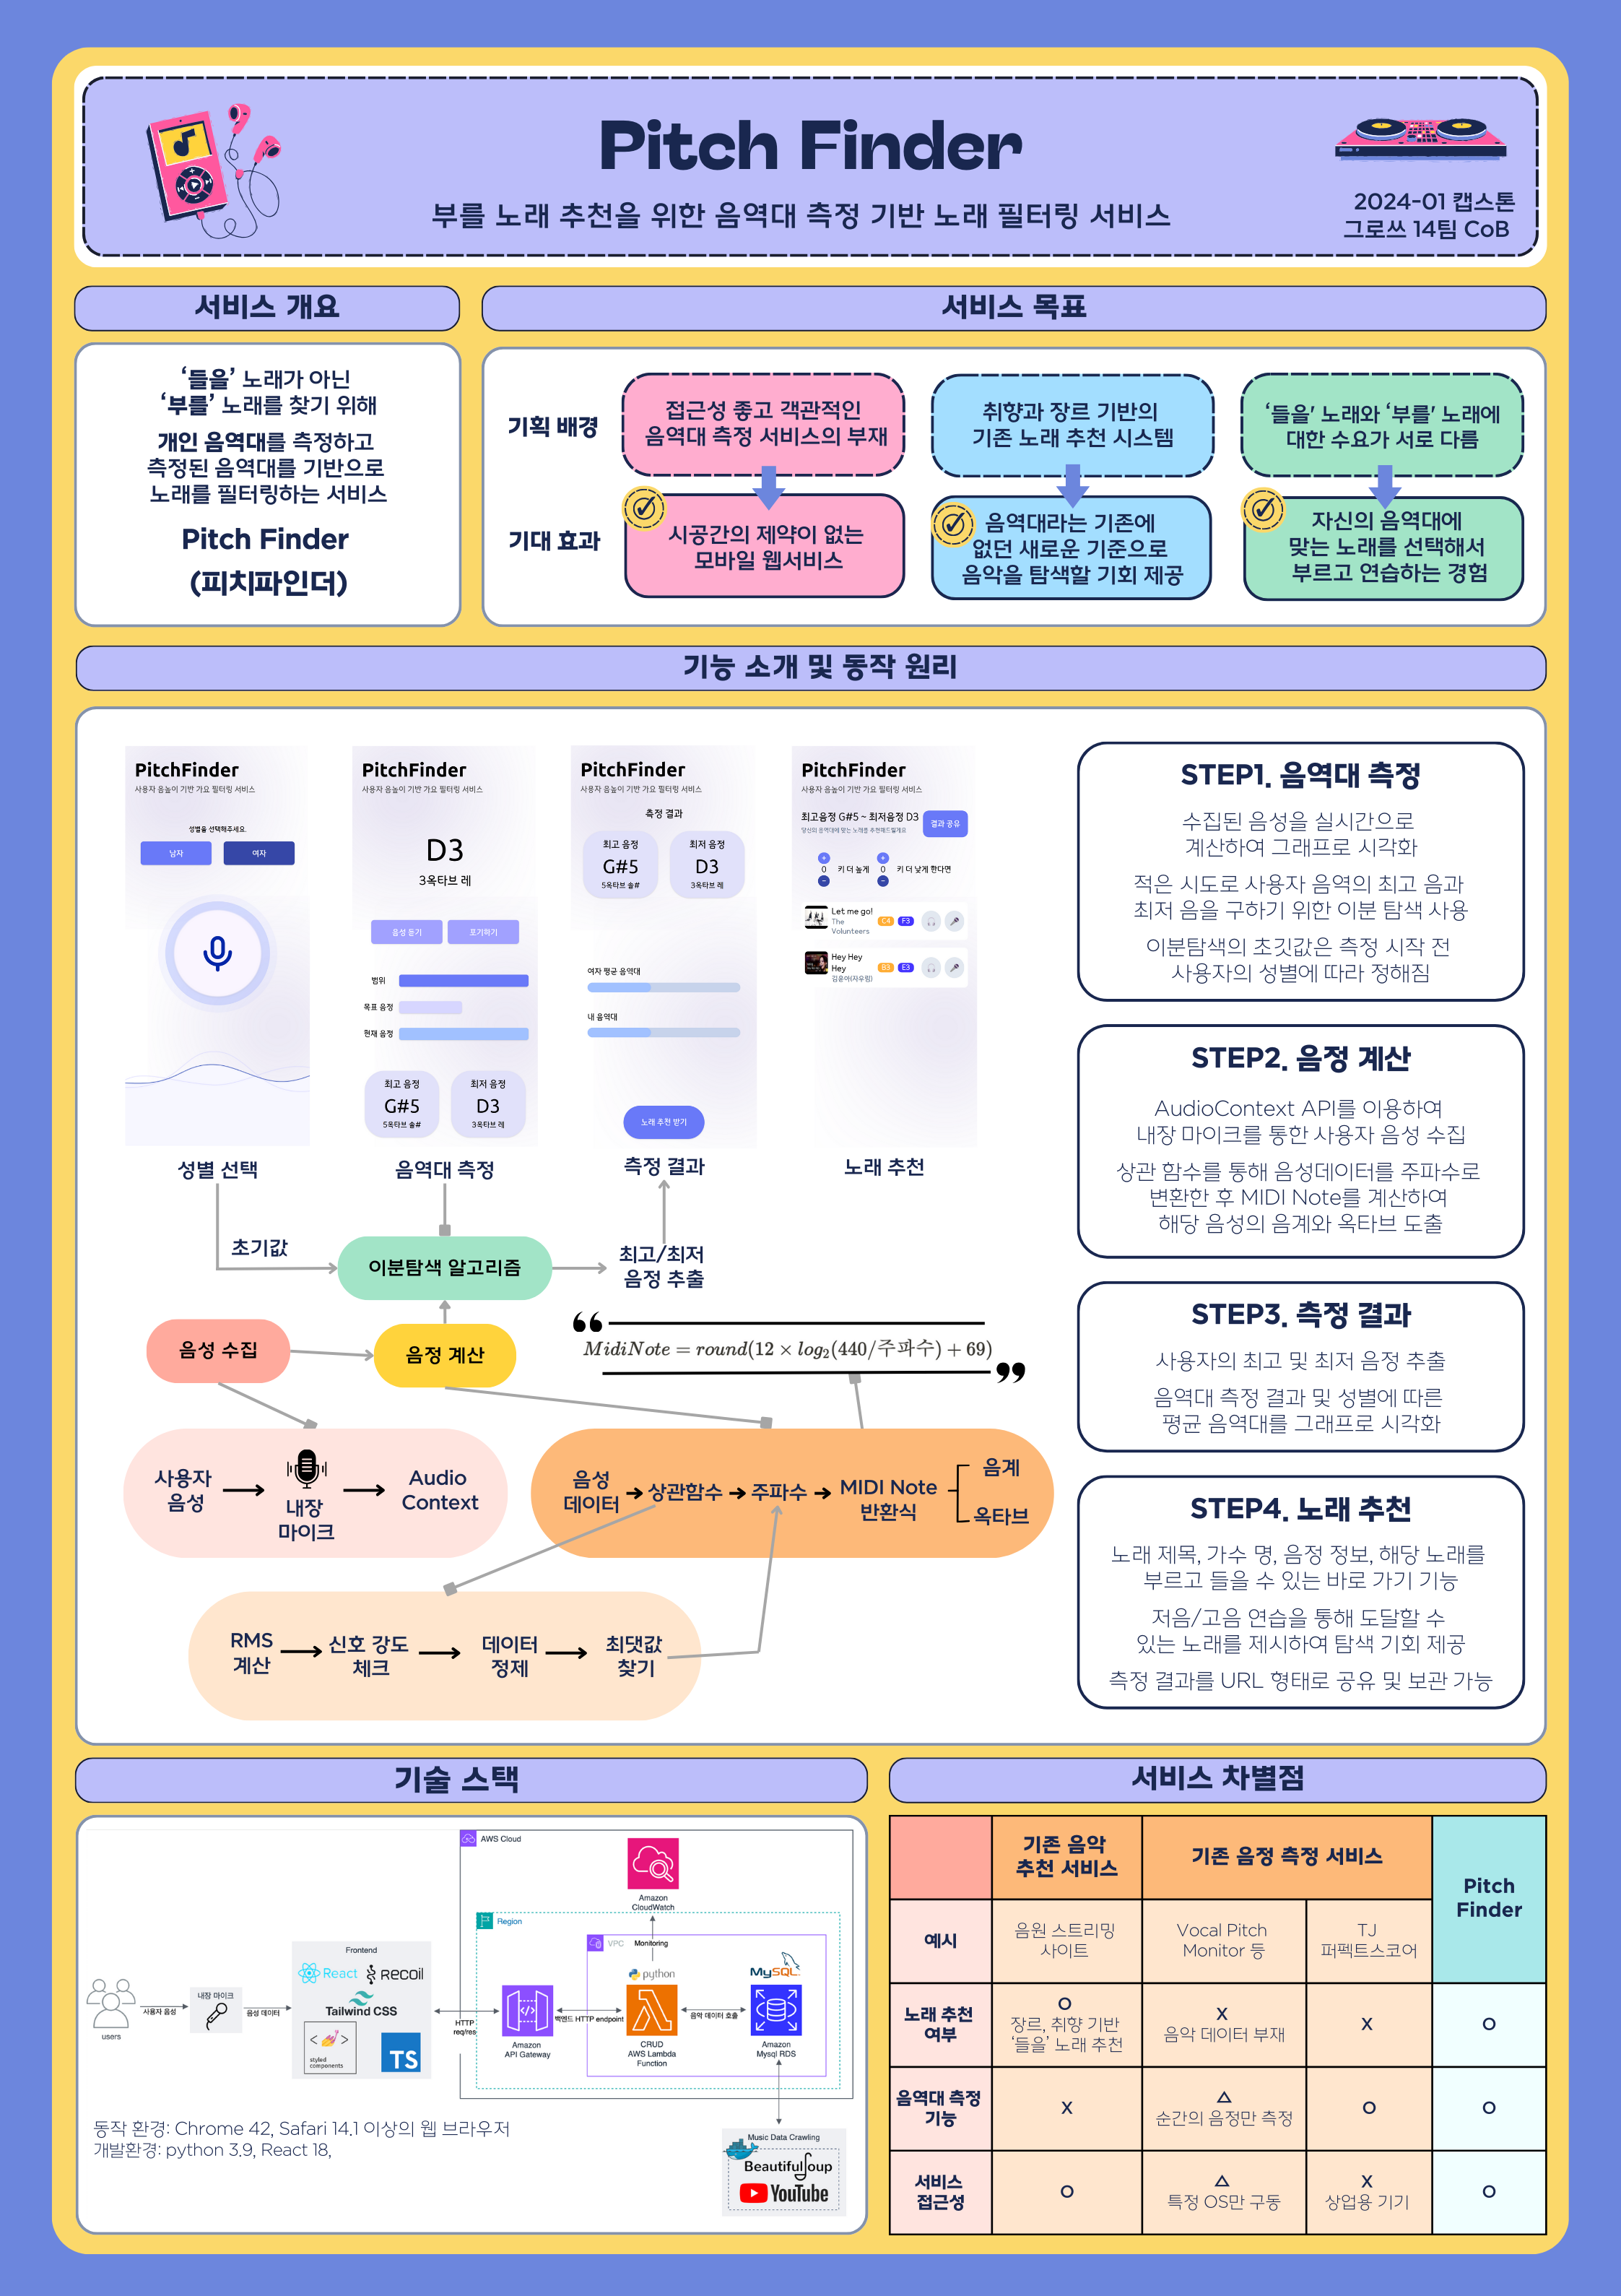 Pitch Finder
부를 노래 추천을 위한 음역대 측정 기반 노래 필터링 서비스
2024-01 캡스톤
그로쓰 14팀 CoB
서비스 개요
‘들을’ 노래가 아닌
‘부를’ 노래를 찾기 위해
개인 음역대를 측정하고
측정된 음역대를 기반으로
노래를 필터링하는 서비스
Pitch Finder
(피치파인더)
서비스 목표
기획 배경
접근성 좋고 객관적인
음역대 측정 서비스의 부재
취향과 장르 기반의
기존 노래 추천 시스템
‘들을’ 노래와 ‘부를’ 노래에
대한 수요가 서로 다름
기대 효과
시공간의 제약이 없는
모바일 웹서비스
음역대라는 기존에
없던 새로운 기준으로
음악을 탐색할 기회 제공
자신의 음역대에
맞는 노래를 선택해서
부르고 연습하는 경험
기능 소개 및 동작 원리
PitchFinder
사용자 음높이 기반 가요 필터링 서비스
성별을 선택해주세요.
남자
여자
성별 선택
PitchFinder
사용자 음높이 기반 가요 필터링 서비스
D3
3옥타브 레
음성 듣기
포기하기
범위
목표 음정
현재 음정
최고 음정
G#5
5옥타브 솔#
최저 음정
D3
3옥타브 레
음역대 측정
PitchFinder
사용자 음높이 기반 가요 필터링 서비스
측정 결과
최고 음정
G#5
5옥타브 솔#
최저 음정
D3
3옥타브 레
여자 평균 음역대
내 음역대
노래 추천 받기
측정 결과
PitchFinder
사용자 음높이 기반 가요 필터링 서비스
최고음정 G#5 ~ 최저음정 D3
당신의 음역대에 맞는 노래를 추천해드릴게요
결과 공유
+
0
−
키 더 높게
+
0
−
키 더 낮게 한다면
Let me go!
The
Volunteers
C4
F3
Hey Hey
Hey
김윤아(자우림)
B3
E3
노래 추천
초기값
이분탐색 알고리즘
최고/최저
음정 추출
음성 수집
음정 계산
“
MidiNote = round(12 × log₂(440/주파수) + 69)
”
사용자
음성
내장
마이크
Audio
Context
음성
데이터
상관함수
주파수
MIDI Note
반환식
음계
옥타브
RMS
계산
신호 강도
체크
데이터
정제
최댓값
찾기
STEP1. 음역대 측정
수집된 음성을 실시간으로
계산하여 그래프로 시각화
적은 시도로 사용자 음역의 최고 음과
최저 음을 구하기 위한 이분 탐색 사용
이분탐색의 초깃값은 측정 시작 전
사용자의 성별에 따라 정해짐
STEP2. 음정 계산
AudioContext API를 이용하여
내장 마이크를 통한 사용자 음성 수집
상관 함수를 통해 음성데이터를 주파수로
변환한 후 MIDI Note를 계산하여
해당 음성의 음계와 옥타브 도출
STEP3. 측정 결과
사용자의 최고 및 최저 음정 추출
음역대 측정 결과 및 성별에 따른
평균 음역대를 그래프로 시각화
STEP4. 노래 추천
노래 제목, 가수 명, 음정 정보, 해당 노래를
부르고 들을 수 있는 바로 가기 기능
저음/고음 연습을 통해 도달할 수
있는 노래를 제시하여 탐색 기회 제공
측정 결과를 URL 형태로 공유 및 보관 가능
기술 스택
users
사용자 음성
내장 마이크
음성 데이터
Frontend
React
RECOIL
Tailwind CSS
styled
components
TS
HTTP
req/res
AWS Cloud
Amazon
CloudWatch
Region
VPC
Monitoring
python
MySQL
Amazon
API Gateway
백엔드 HTTP endpoint
CRUD
AWS Lambda
Function
음악 데이터 호출
Amazon
Mysql RDS
Music Data Crawling
BeautifulSoup
YouTube
동작 환경: Chrome 42, Safari 14.1 이상의 웹 브라우저
개발환경: python 3.9, React 18,
서비스 차별점
기존 음악
추천 서비스
기존 음정 측정 서비스
Pitch
Finder
예시
음원 스트리밍
사이트
Vocal Pitch
Monitor 등
TJ
퍼펙트스코어
노래 추천
여부
O
장르, 취향 기반
‘들을’ 노래 추천
X
음악 데이터 부재
X
O
음역대 측정
기능
X
△
순간의 음정만 측정
O
O
서비스
접근성
O
△
특정 OS만 구동
X
상업용 기기
O